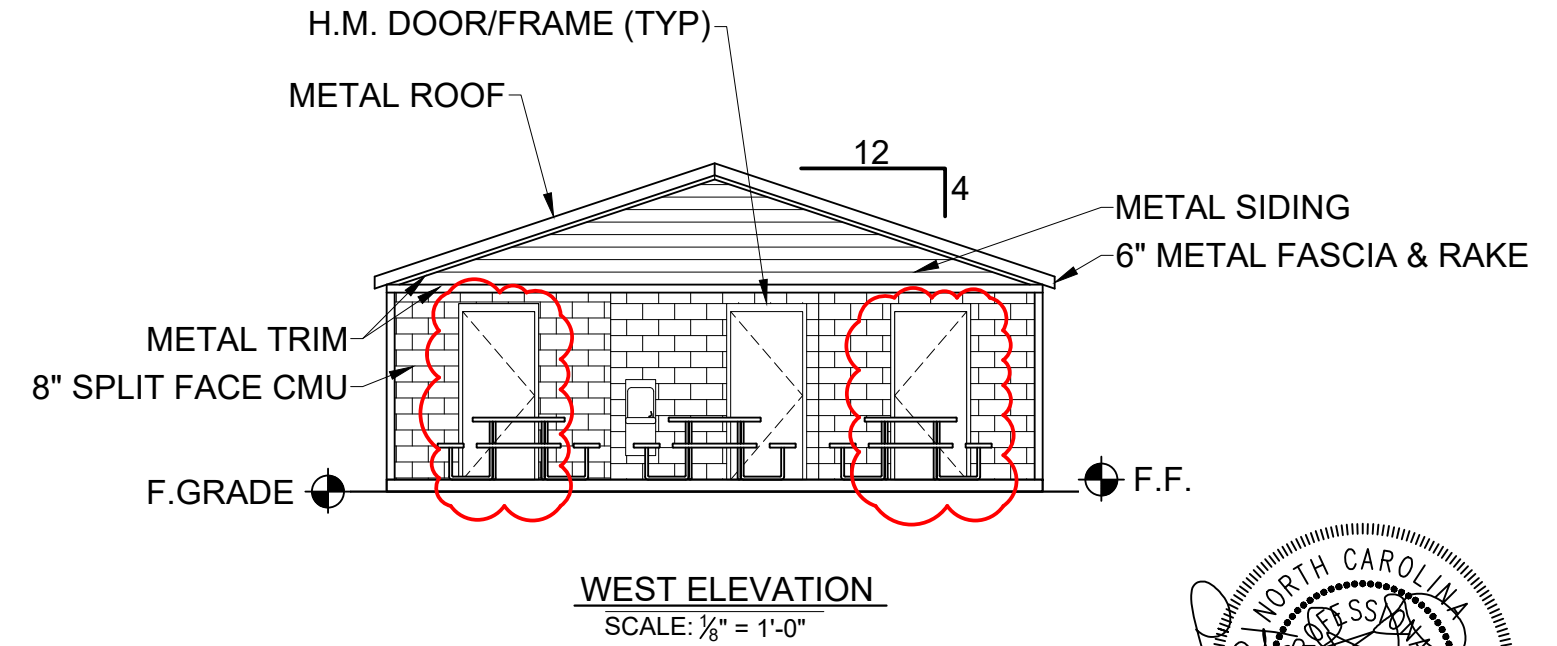 H.M. DOOR/FRAME (TYP)
METAL ROOF
12
4
METAL SIDING
6" METAL FASCIA & RAKE
METAL TRIM
8" SPLIT FACE CMU
F.GRADE
F.F.
WEST ELEVATION
SCALE: ⅛" = 1'-0"
NORTH CAROLINA